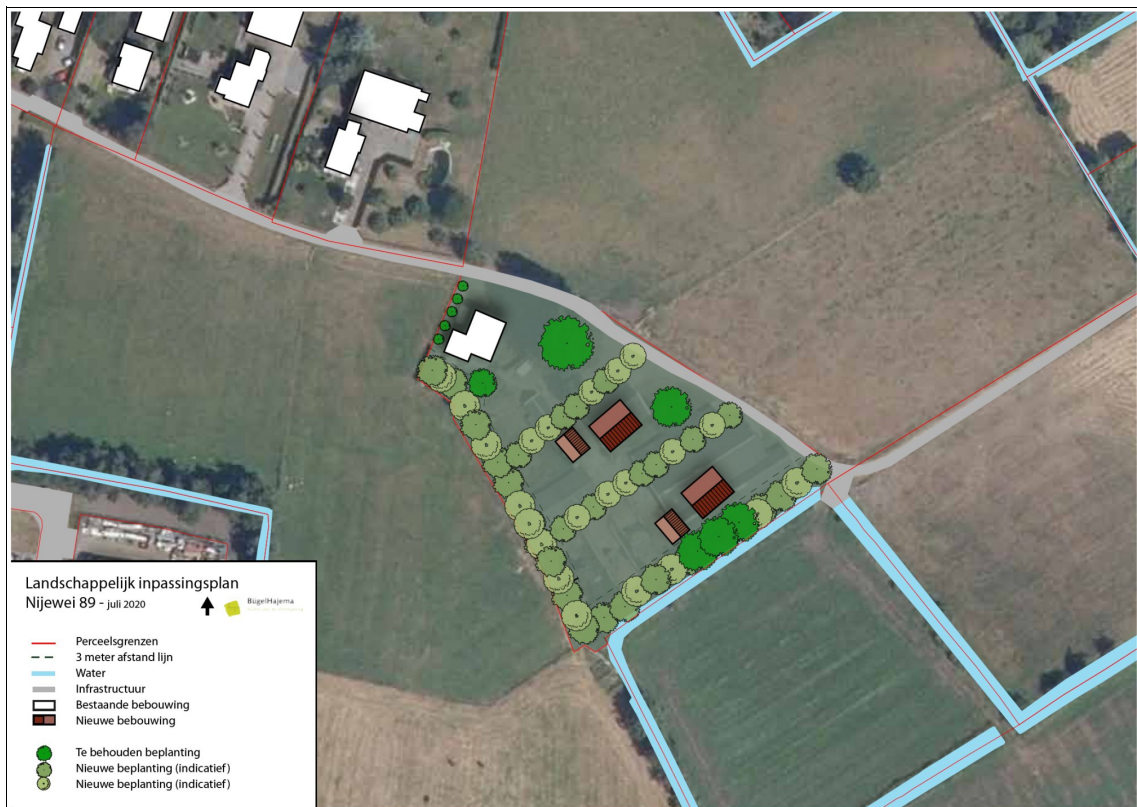 Landschappelijk inpassingsplan
Nijewei 89 - juli 2020
BügelHajema
Perceelsgrenzen
3 meter afstand lijn
Water
Infrastructuur
Bestaande bebouwing
Nieuwe bebouwing
Te behouden beplanting
Nieuwe beplanting (indicatief)
Nieuwe beplanting (indicatief)